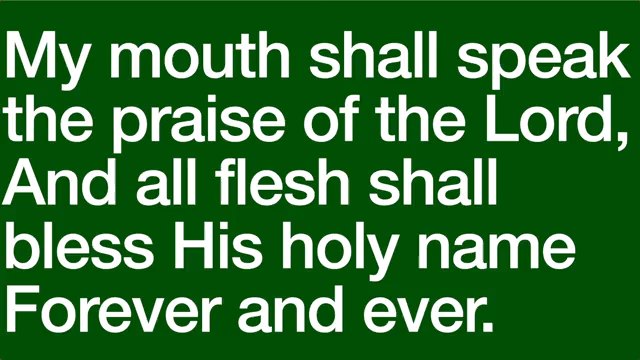 My mouth shall speak
the praise of the Lord,
And all flesh shall
bless His holy name
Forever and ever.